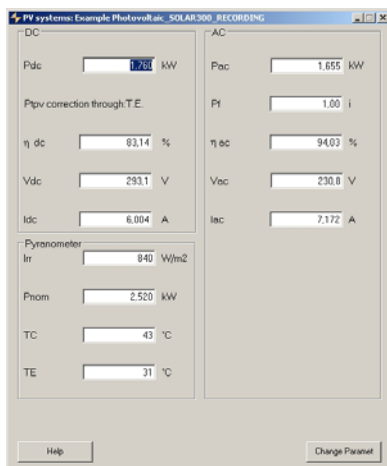 PV systems: Example Photovoltaic_SOLAR300_RECORDING
DC
Pdc 1,760 kW
Ptpv correction through:T.E.
η dc 83,14 %
Vdc 293,1 V
Idc 6,004 A
Pyranometer
Irr 840 W/m2
Pnom 2,520 kW
TC 43 °C
TE 31 °C
AC
Pac 1,655 kW
Pf 1,00 i
η ac 94,03 %
Vac 230,8 V
Iac 7,172 A
Help
Change Paramet